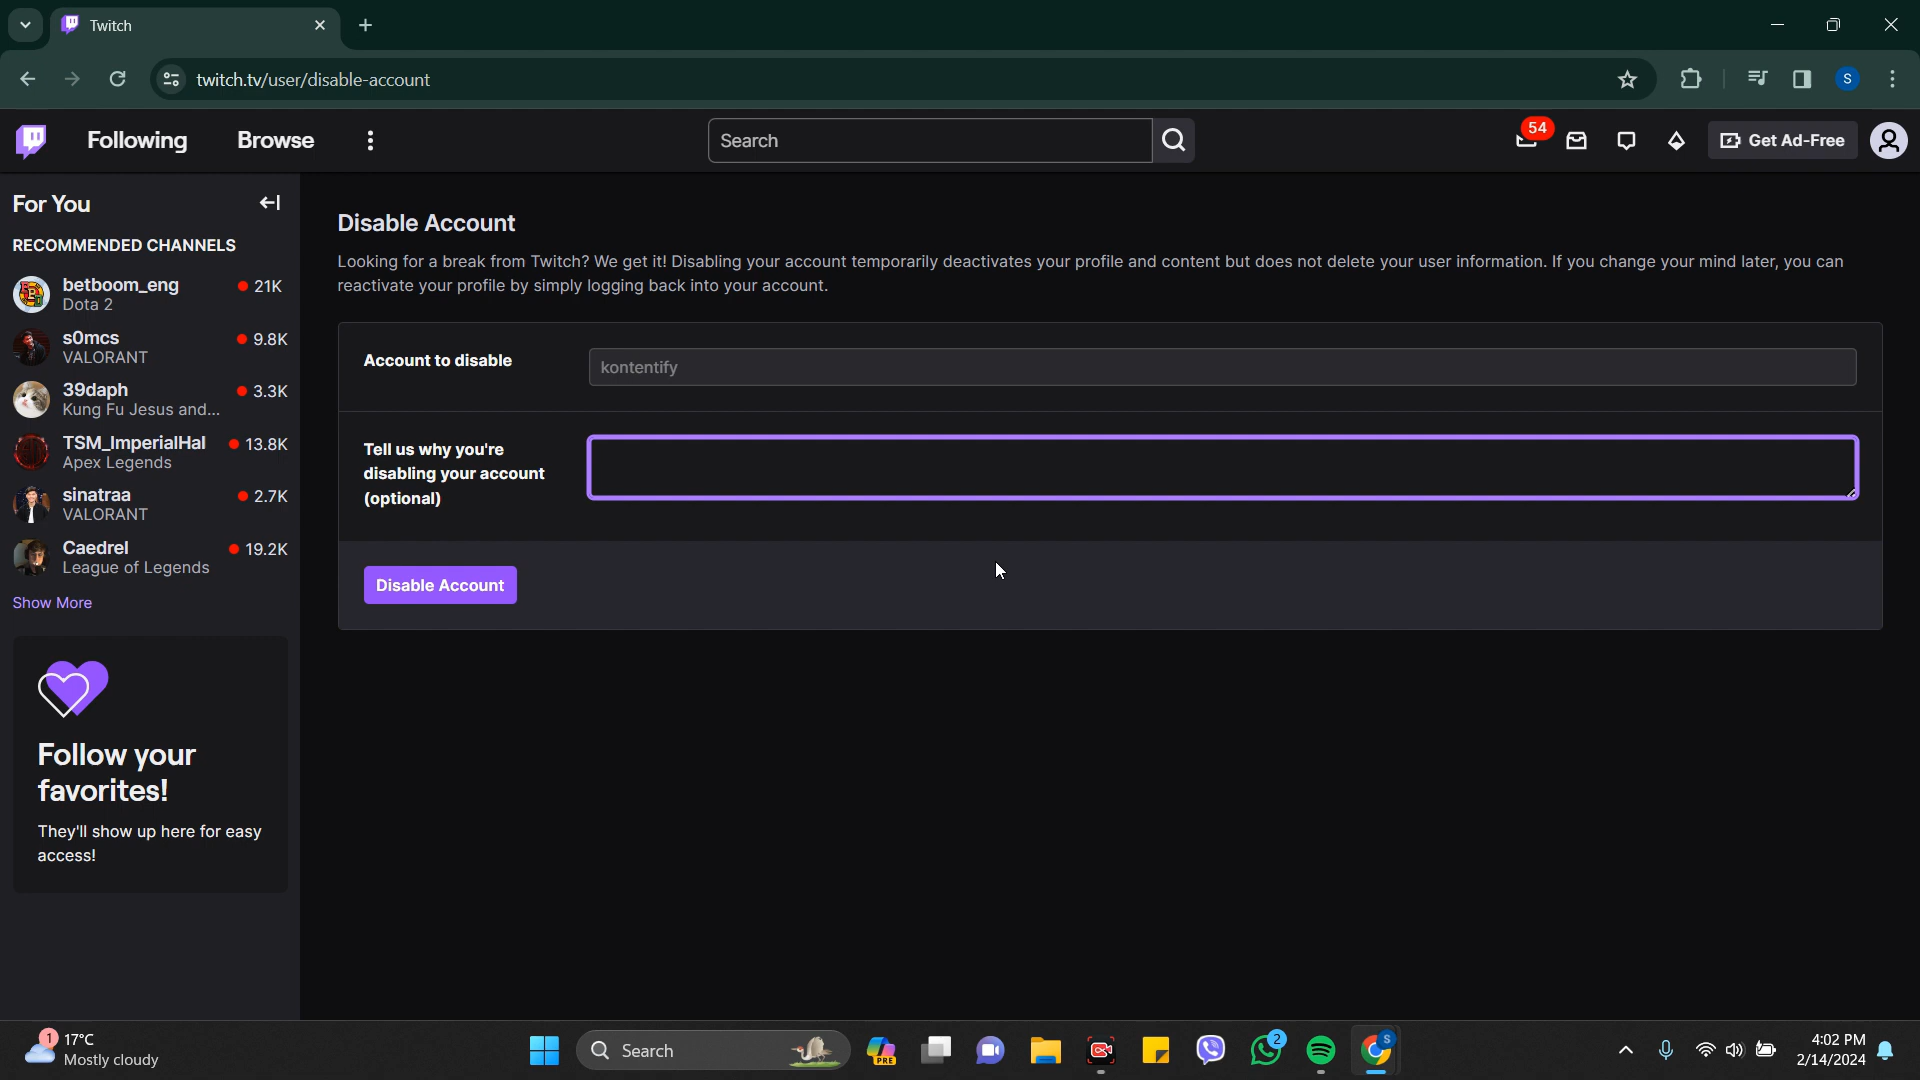 Twitch
twitch.tv/user/disable-account
S
Following
Browse
Search
54
Get Ad-Free
For You
RECOMMENDED CHANNELS
betboom_eng
21K
Dota 2
s0mcs
9.8K
VALORANT
39daph
3.3K
Kung Fu Jesus and...
TSM_ImperialHal
13.8K
Apex Legends
sinatraa
2.7K
VALORANT
Caedrel
19.2K
League of Legends
Show More
Follow your
favorites!
They'll show up here for easy
access!
Disable Account
Looking for a break from Twitch? We get it! Disabling your account temporarily deactivates your profile and content but does not delete your user information. If you change your mind later, you can
reactivate your profile by simply logging back into your account.
Account to disable
kontentify
Tell us why you're
disabling your account
(optional)
Disable Account
1
17°C
Mostly cloudy
Search
PRE
2
S
4:02 PM
2/14/2024